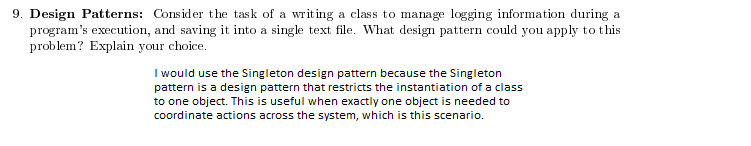 9. Design Patterns: Consider the task of a writing a class to manage logging information during a
program's execution, and saving it into a single text file. What design pattern could you apply to this
problem? Explain your choice.
I would use the Singleton design pattern because the Singleton
pattern is a design pattern that restricts the instantiation of a class
to one object. This is useful when exactly one object is needed to
coordinate actions across the system, which is this scenario.